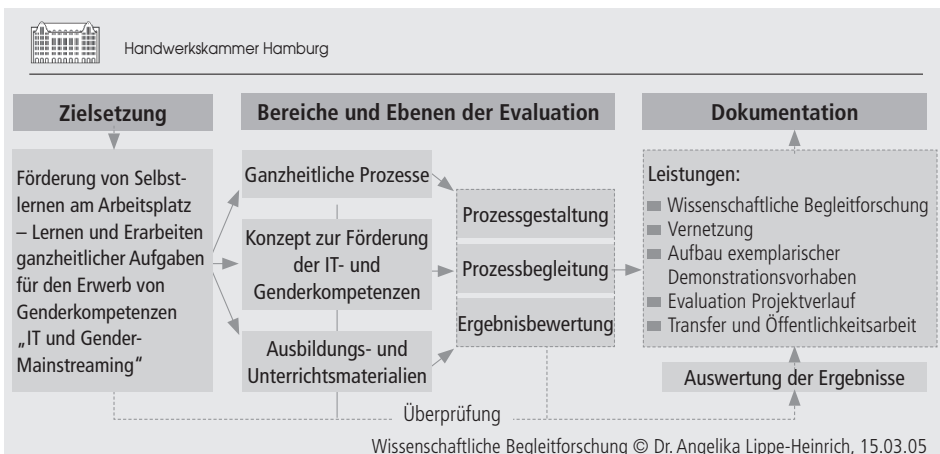 Handwerkskammer Hamburg
Zielsetzung
Bereiche und Ebenen der Evaluation
Dokumentation
Förderung von Selbst-
lernen am Arbeitsplatz
– Lernen und Erarbeiten
ganzheitlicher Aufgaben
für den Erwerb von
Genderkompetenzen
„IT und Gender-
Mainstreaming“
Ganzheitliche Prozesse
Konzept zur Förderung
der IT- und
Genderkompetenzen
Ausbildungs- und
Unterrichtsmaterialien
Prozessgestaltung
Prozessbegleitung
Ergebnisbewertung
Leistungen:
Wissenschaftliche Begleitforschung
Vernetzung
Aufbau exemplarischer
Demonstrationsvorhaben
Evaluation Projektverlauf
Transfer und Öffentlichkeitsarbeit
Auswertung der Ergebnisse
Überprüfung
Wissenschaftliche Begleitforschung © Dr. Angelika Lippe-Heinrich, 15.03.05